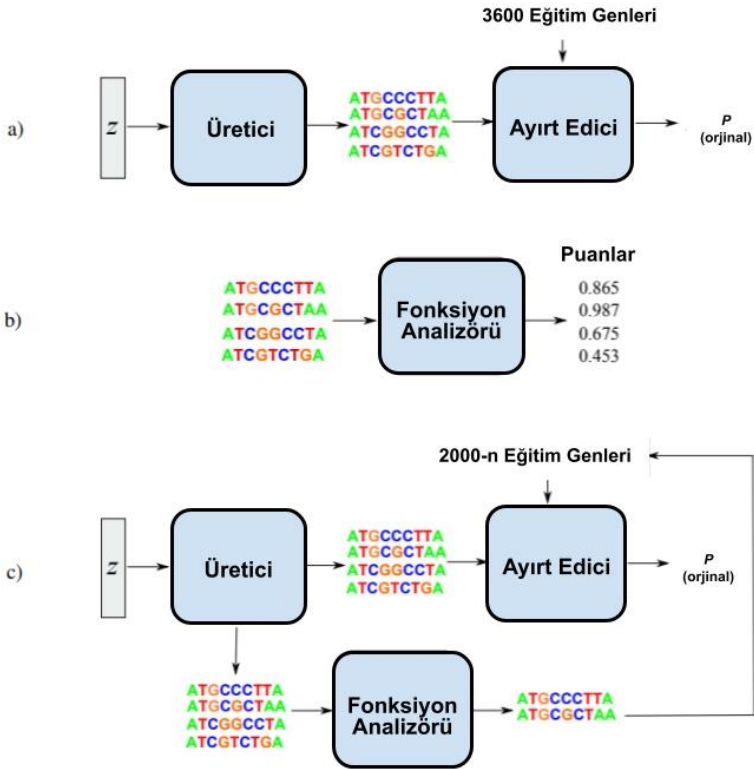 3600 Eğitim Genleri
a)
z
Üretici
ATGCCCTTA
ATGCGCTAA
ATCGGCCTA
ATCGTCTGA
Ayırt Edici
P
(orjinal)
b)
ATGCCCTTA
ATGCGCTAA
ATCGGCCTA
ATCGTCTGA
Fonksiyon
Analizörü
Puanlar
0.865
0.987
0.675
0.453
2000-n Eğitim Genleri
c)
z
Üretici
ATGCCCTTA
ATGCGCTAA
ATCGGCCTA
ATCGTCTGA
Ayırt Edici
P
(orjinal)
ATGCCCTTA
ATGCGCTAA
ATCGGCCTA
ATCGTCTGA
Fonksiyon
Analizörü
ATGCCCTTA
ATGCGCTAA